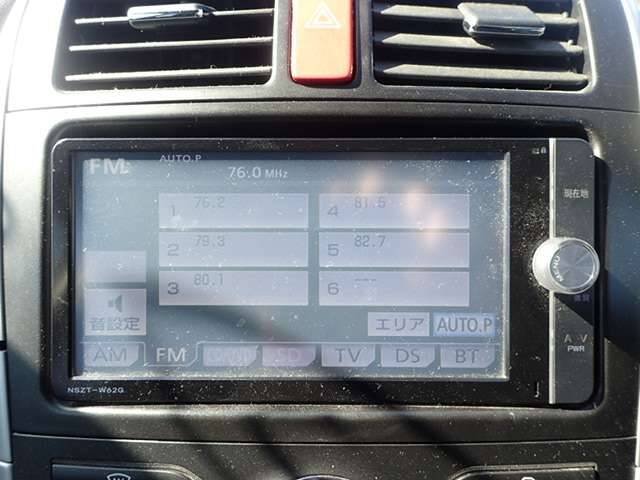 AUTO.P
FM
76.0 MHz
1 76.2
4 81.5
2 79.3
5 82.7
3 80.1
6 ---
音設定
エリア
AUTO.P
AM
FM
SD
TV
DS
BT
NSZT-W62G
現在地
MENU
A V
PWR